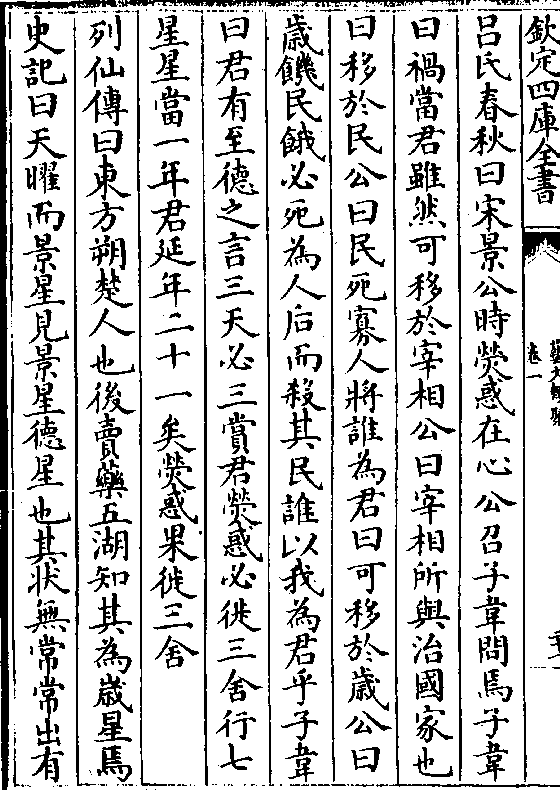 欽定四庫全書
卷一
呂氏春秋曰宋景公時熒惑在心公召子韋問焉子韋
曰禍當君雖然可移於宰相公曰宰相所與治國家也
曰移於民公曰民死寡人將誰為君曰可移於歲公曰
歲饑民餓必死為人后而殺其民誰以我為君乎子韋
曰君有至德之言三天必三賞君熒惑必徙三舍行七
星星當一年君延年二十一矣熒惑果徙三舍
列仙傳曰東方朔楚人也後賣藥五湖知其為歲星焉
史記曰天曜而景星見景星德星也其狀無常常出有